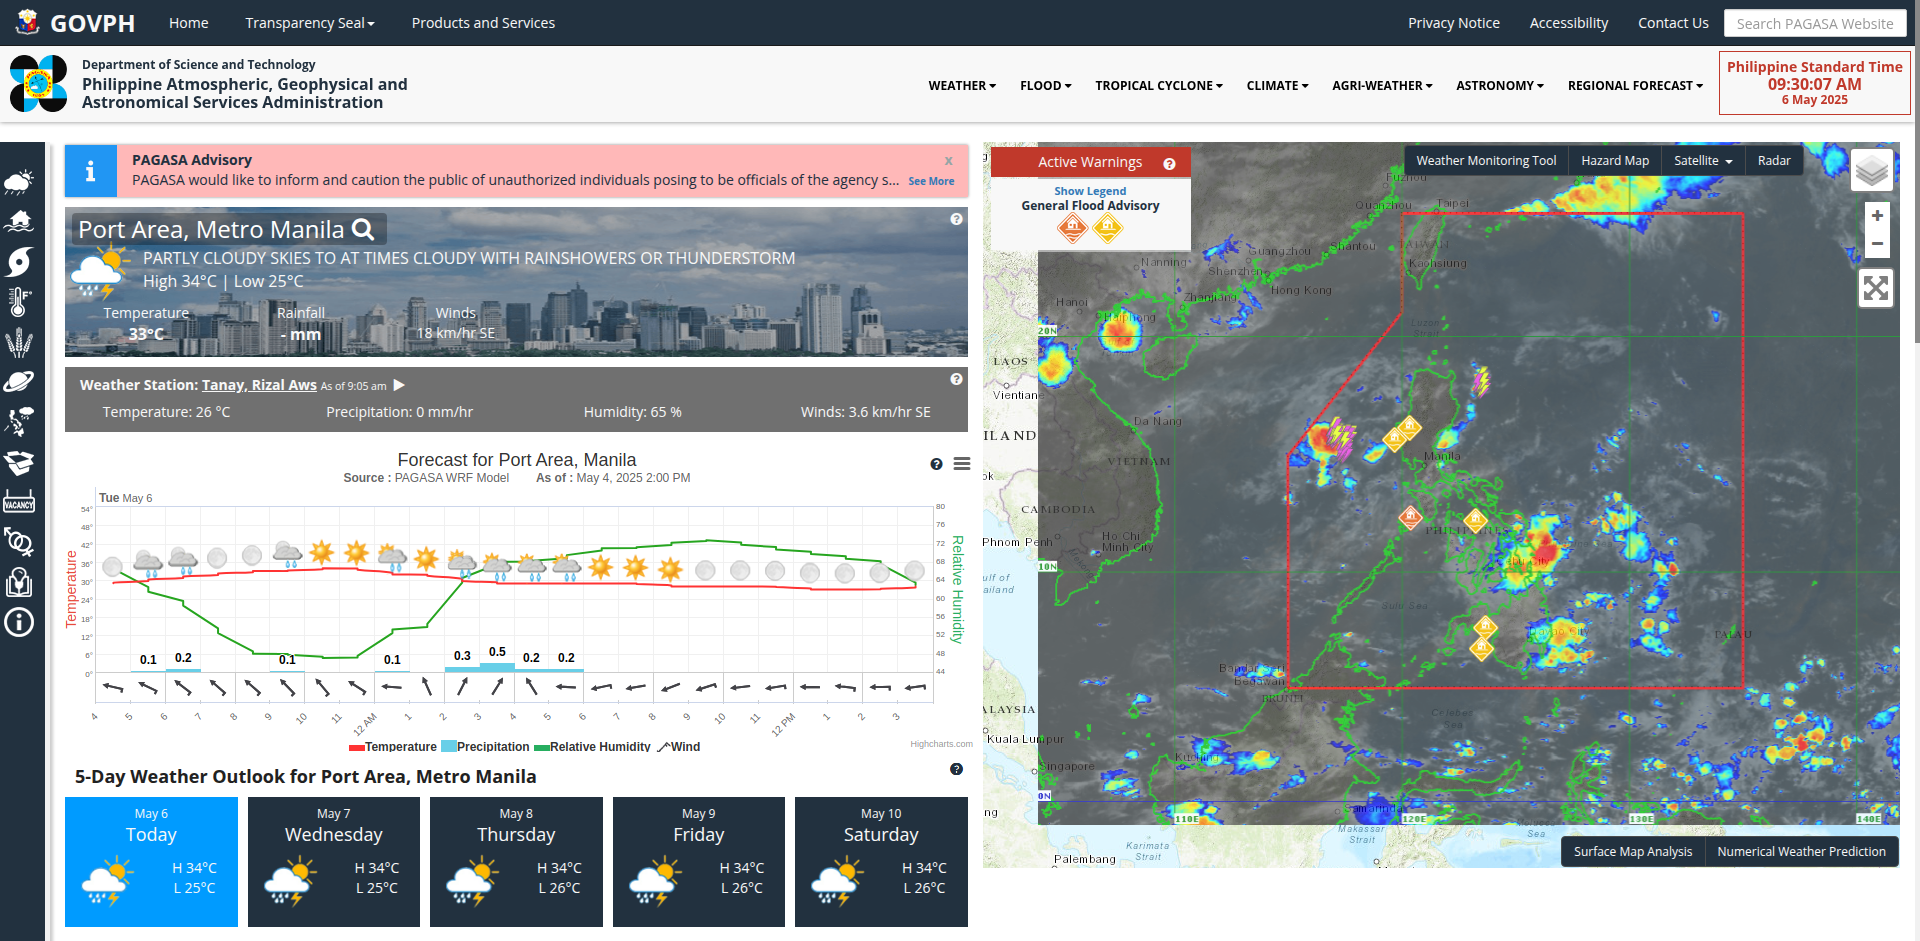 GOVPH
Home
Transparency Seal
Products and Services
Privacy Notice
Accessibility
Contact Us
Search PAGASA Website
Department of Science and Technology
Philippine Atmospheric, Geophysical and
Astronomical Services Administration
WEATHER
FLOOD
TROPICAL CYCLONE
CLIMATE
AGRI-WEATHER
ASTRONOMY
REGIONAL FORECAST
Philippine Standard Time
09:30:07 AM
6 May 2025
PAGASA Advisory
x
PAGASA would like to inform and caution the public of unauthorized individuals posing to be officials of the agency s... See More
Port Area, Metro Manila
PARTLY CLOUDY SKIES TO AT TIMES CLOUDY WITH RAINSHOWERS OR THUNDERSTORM
High 34°C | Low 25°C
Temperature
33°C
Rainfall
- mm
Winds
18 km/hr SE
Weather Station: Tanay, Rizal Aws As of 9:05 am
Temperature: 26 °C
Precipitation: 0 mm/hr
Humidity: 65 %
Winds: 3.6 km/hr SE
Forecast for Port Area, Manila
Source : PAGASA WRF Model As of : May 4, 2025 2:00 PM
Tue May 6
Temperature
54°
48°
42°
36°
30°
24°
18°
12°
6°
0°
Relative Humidity
80
76
72
68
64
60
56
52
48
44
0.1
0.2
0.1
0.1
0.3
0.5
0.2
0.2
4 5 6 7 8 9 10 11 12 AM 1 2 3 4 5 6 7 8 9 10 11 12 PM 1 2 3
Temperature Precipitation Relative Humidity Wind
Highcharts.com
5-Day Weather Outlook for Port Area, Metro Manila
May 6
Today
H 34°C
L 25°C
May 7
Wednesday
H 34°C
L 25°C
May 8
Thursday
H 34°C
L 26°C
May 9
Friday
H 34°C
L 26°C
May 10
Saturday
H 34°C
L 26°C
VACANCY
Active Warnings
Show Legend
General Flood Advisory
Weather Monitoring Tool
Hazard Map
Satellite
Radar
+
−
Fuzhou
Quanzhou
Taipei
TAIWAN
Kaohsiung
Shantou
Guangzhou
Shenzhen
Hong Kong
Nanning
Zhanjiang
Hanoi
Haiphong
20N
LAOS
Vientiane
Da Nang
ILAND
VIETNAM
ok
CAMBODIA
Phnom Penh
Ho Chi
Minh City
10N
ulf of
ailand
Luzon
Strait
Manila
PHILIPPINES
Sulu Sea
PALAU
Bandar Seri
Begawan
BRUNEI
Celebes
Sea
ALAYSIA
Kuala Lumpur
Kuching
Singapore
0N
ng
110E
120E
130E
140E
Samarinda
Makassar
Strait
Karimata
Strait
Sea
Palembang
Surface Map Analysis
Numerical Weather Prediction